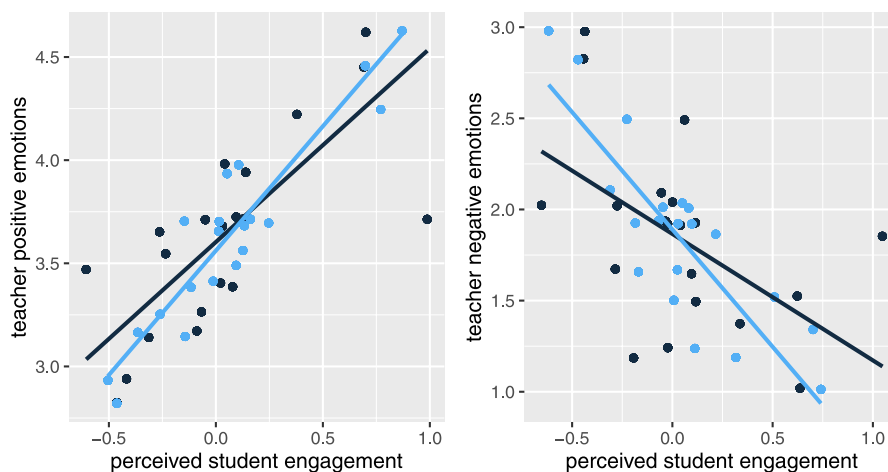 4.5
4.0
3.5
3.0
−0.5 0.0 0.5 1.0
perceived student engagement
teacher positive emotions
3.0
2.5
2.0
1.5
1.0
−0.5 0.0 0.5 1.0
perceived student engagement
teacher negative emotions